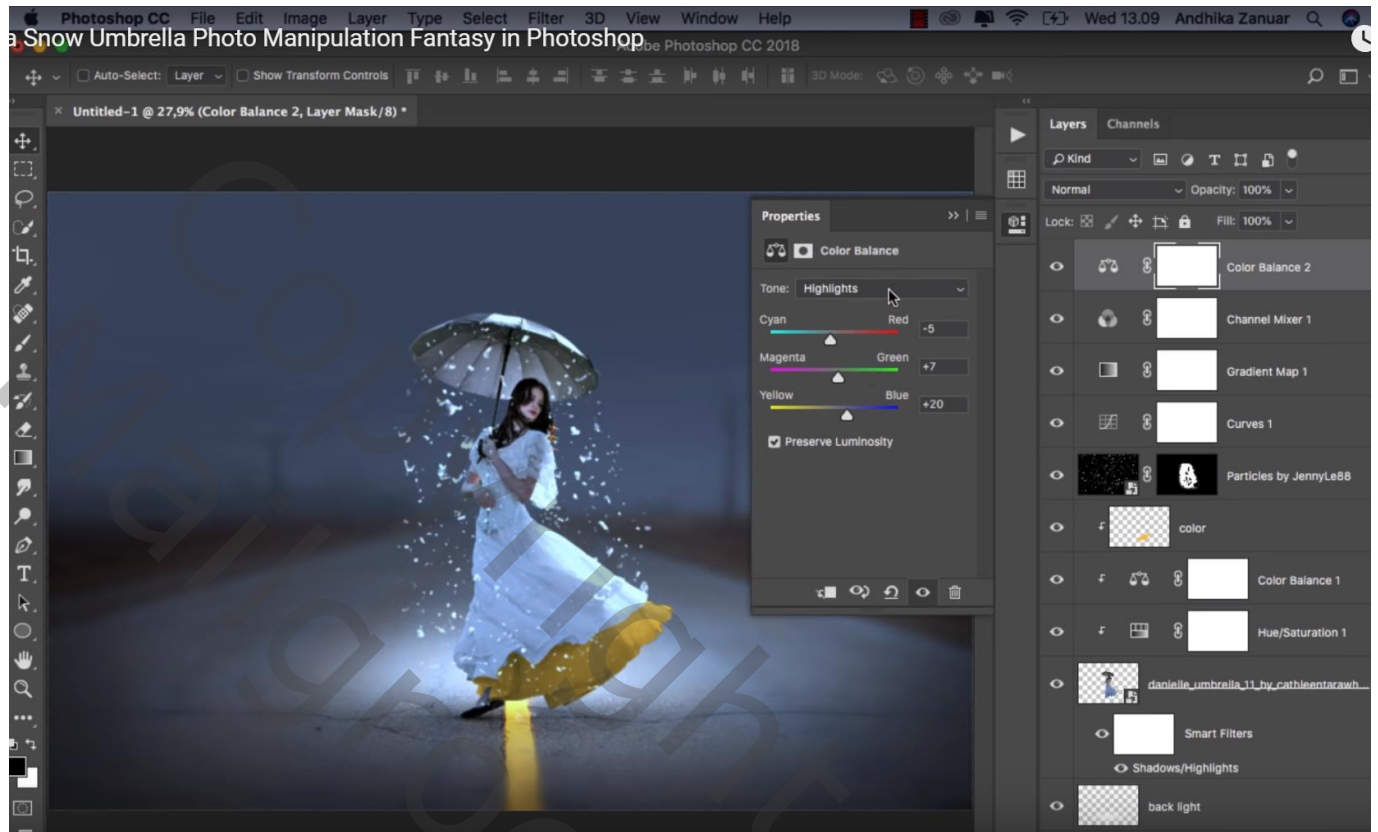 Photoshop CC File Edit Image Layer Type Select Filter 3D View Window Help Wed 13.09 Andhika Zanuar
a Snow Umbrella Photo Manipulation Fantasy in Photoshop
Adobe Photoshop CC 2018
Auto-Select: Layer Show Transform Controls 3D Mode:
Untitled-1 @ 27,9% (Color Balance 2, Layer Mask/8) *
Properties
Color Balance
Tone: Highlights
Cyan Red -5
Magenta Green +7
Yellow Blue +20
Preserve Luminosity
Layers Channels
Kind
Normal Opacity: 100%
Lock: Fill: 100%
Color Balance 2
Channel Mixer 1
Gradient Map 1
Curves 1
Particles by JennyLe88
color
Color Balance 1
Hue/Saturation 1
danielle_umbrella_11_by_cathleentarawh...
Smart Filters
Shadows/Highlights
back light